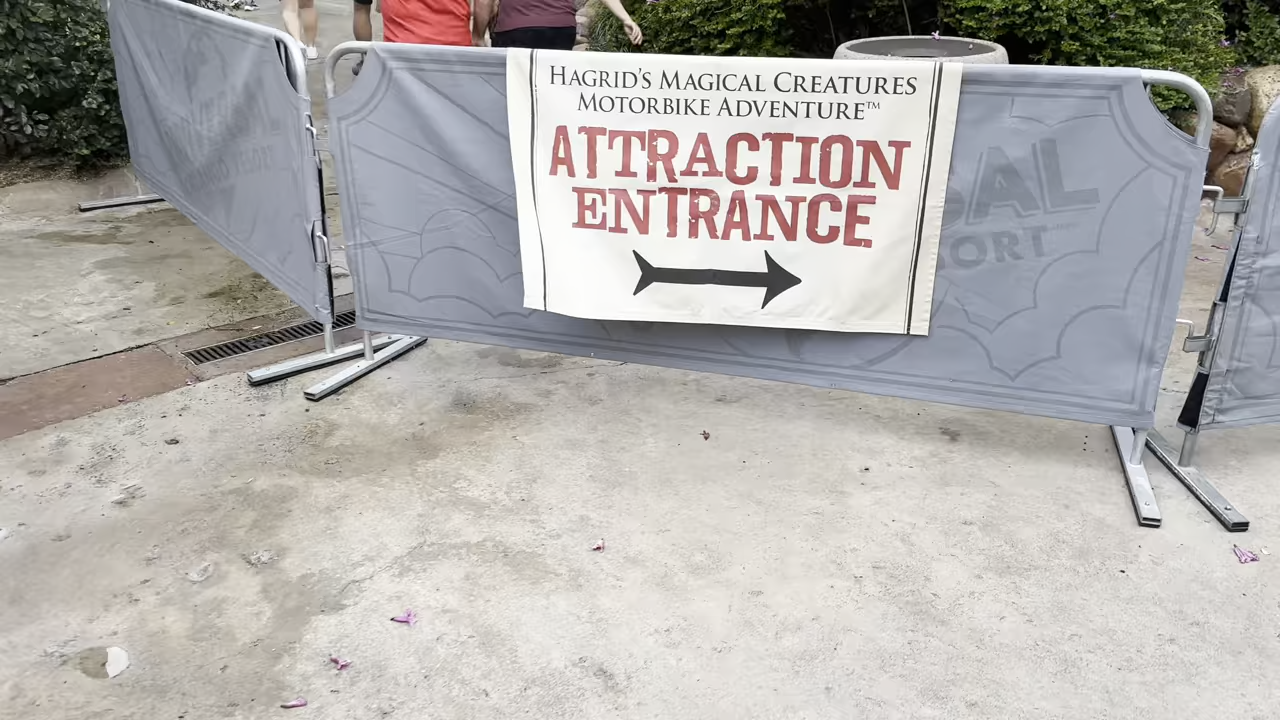 HAGRID'S MAGICAL CREATURES
MOTORBIKE ADVENTURE™
ATTRACTION
ENTRANCE